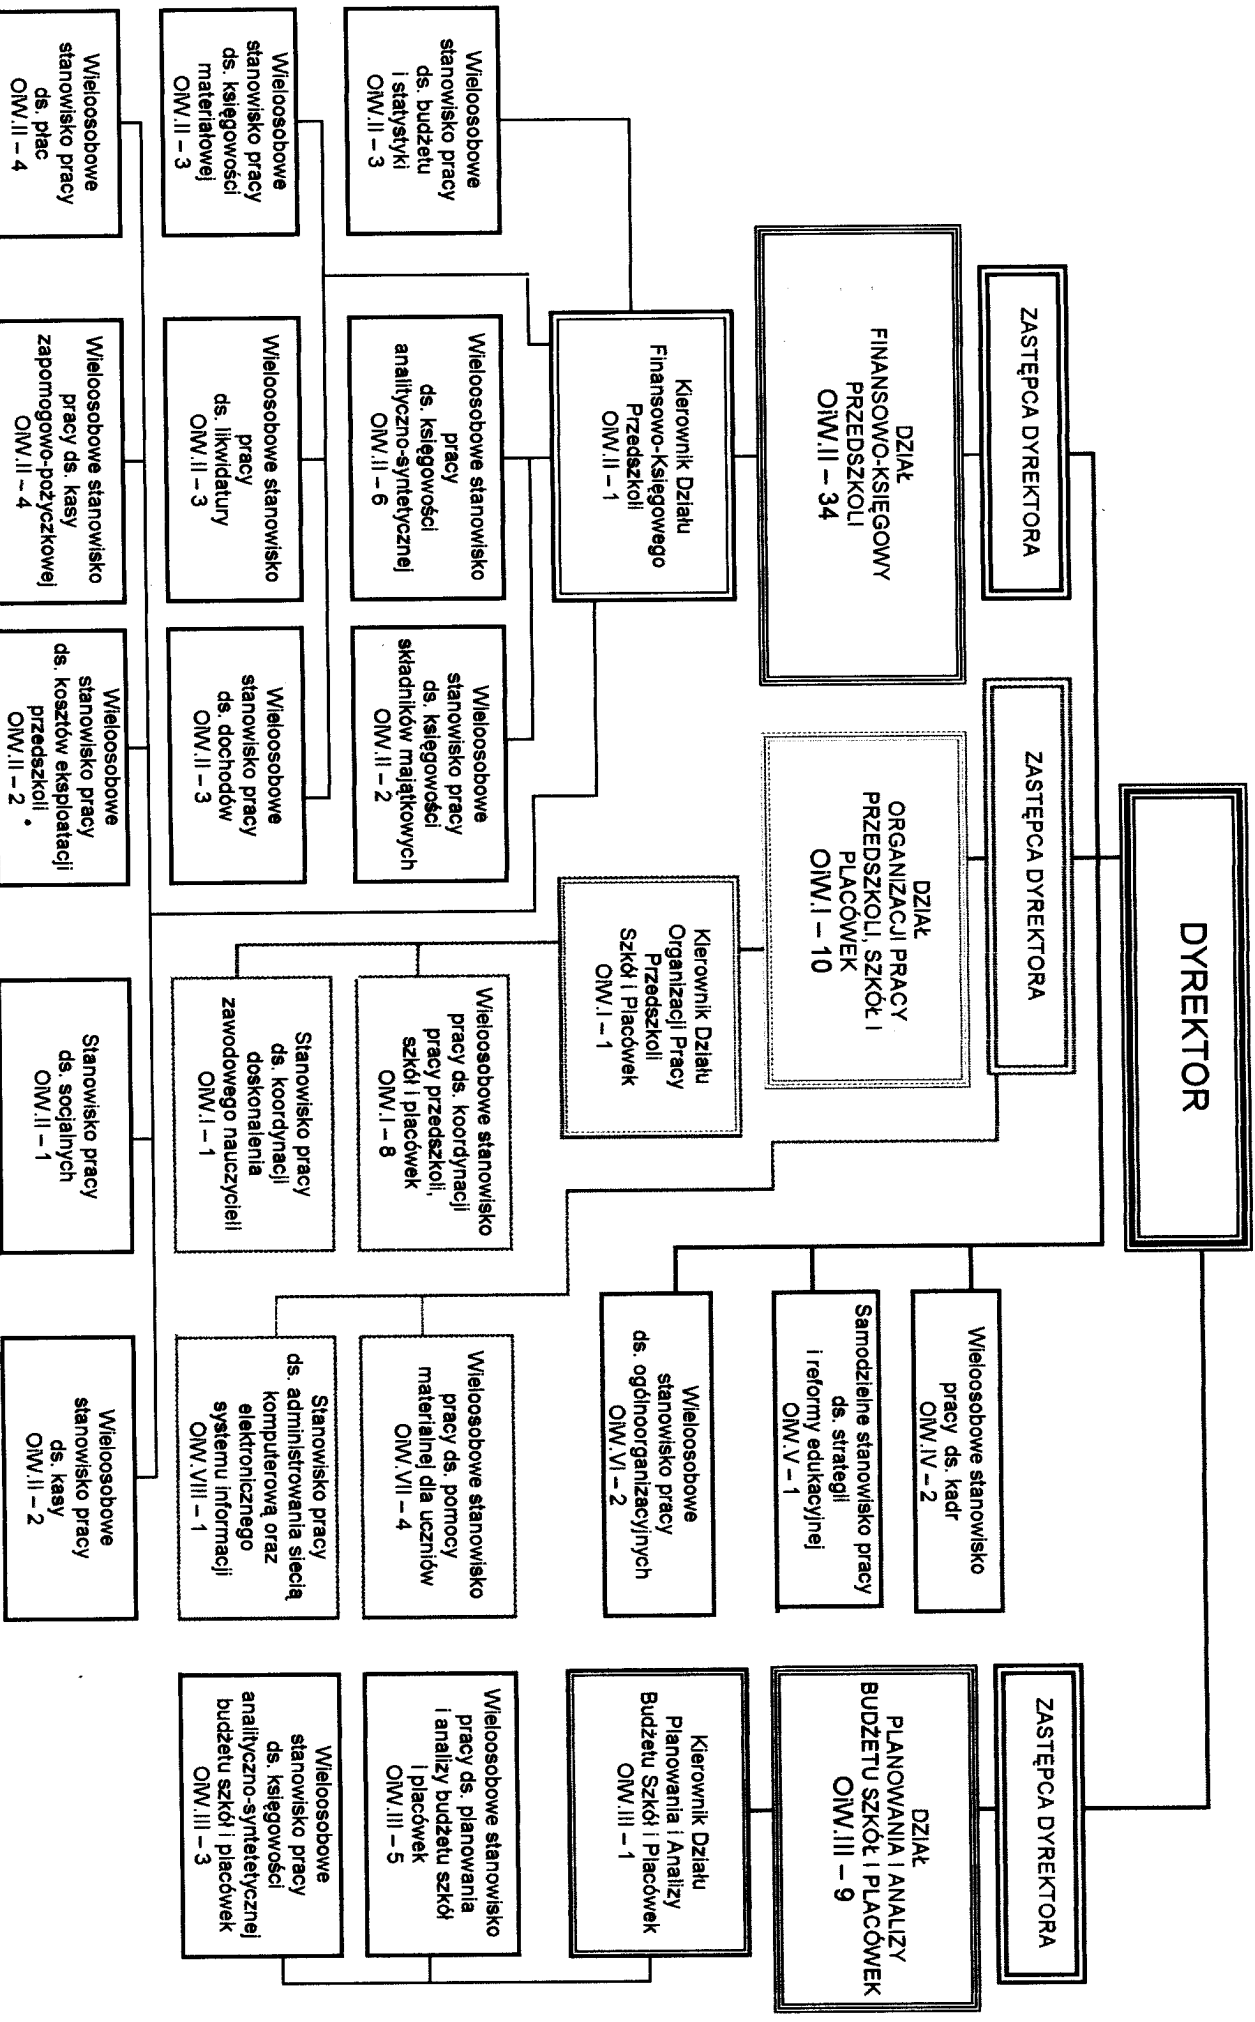 DYREKTOR
ZASTĘPCA DYREKTORA
ZASTĘPCA DYREKTORA
ZASTĘPCA DYREKTORA
DZIAŁ
FINANSOWO-KSIĘGOWY
PRZEDSZKOLI
OiW.II – 34
DZIAŁ
ORGANIZACJI PRACY
PRZEDSZKOLI, SZKÓŁ I
PLACÓWEK
OiW.I – 10
Wieloosobowe stanowisko
pracy ds. kadr
OiW.IV – 2
Samodzielne stanowisko pracy
ds. strategii
i reformy edukacyjnej
OiW.V – 1
Wieloosobowe
stanowisko pracy
ds. ogólnoorganizacyjnych
OiW.VI – 2
DZIAŁ
PLANOWANIA I ANALIZY
BUDŻETU SZKÓŁ I PLACÓWEK
OiW.III – 9
Kierownik Działu
Finansowo-Księgowego
Przedszkoli
OiW.II – 1
Kierownik Działu
Organizacji Pracy
Przedszkoli
Szkół i Placówek
OiW.I – 1
Kierownik Działu
Planowania i Analizy
Budżetu Szkół i Placówek
OiW.III – 1
Wieloosobowe
stanowisko pracy
ds. budżetu
i statystyki
OiW.II – 3
Wieloosobowe stanowisko
pracy
ds. księgowości
analityczno-syntetycznej
OiW.II – 6
Wieloosobowe
stanowisko pracy
ds. księgowości
składników majątkowych
OiW.II – 2
Wieloosobowe stanowisko
pracy ds. koordynacji
pracy przedszkoli,
szkół i placówek
OiW.I – 8
Wieloosobowe stanowisko
pracy ds. pomocy
materialnej dla uczniów
OiW.VII – 4
Wieloosobowe stanowisko
pracy ds. planowania
i analizy budżetu szkół
i placówek
OiW.III – 5
Wieloosobowe
stanowisko pracy
ds. księgowości
materiałowej
OiW.II – 3
Wieloosobowe stanowisko
pracy
ds. likwidatury
OiW.II – 3
Wieloosobowe
stanowisko pracy
ds. dochodów
OiW.II – 3
Stanowisko pracy
ds. koordynacji
doskonalenia
zawodowego nauczycieli
OiW.I – 1
Stanowisko pracy
ds. administrowania siecią
komputerową oraz
elektronicznego
systemu informacji
OiW.VIII – 1
Wieloosobowe
stanowisko pracy
ds. księgowości
analityczno-syntetetycznej
budżetu szkół i placówek
OiW.III – 3
Wieloosobowe
stanowisko pracy
ds. płac
OiW.II – 4
Wieloosobowe stanowisko
pracy ds. kasy
zapomogowo-pożyczkowej
OiW.II – 4
Wieloosobowe
stanowisko pracy
ds. kosztów eksploatacji
przedszkoli
OiW.II – 2
Stanowisko pracy
ds. socjalnych
OiW.II – 1
Wieloosobowe
stanowisko pracy
ds. kasy
OiW.II – 2